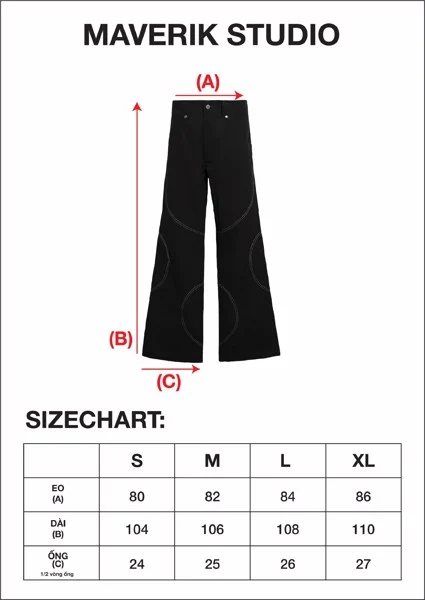 MAVERIK STUDIO
(A)
(B)
(C)
SIZECHART:
S M L XL
EO
(A)
80 82 84 86
DÀI
(B)
104 106 108 110
ỐNG
(C)
1/2 vòng ống
24 25 26 27